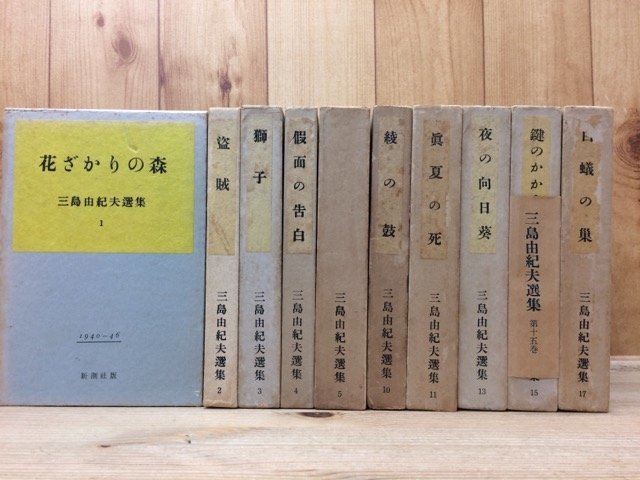 花ざかりの森
三島由紀夫選集
1
1940-46
新潮社版
盗賊
三島由紀夫選集
2
獅子
三島由紀夫選集
3
假面の告白
三島由紀夫選集
4
三島由紀夫選集
5
綾の鼓
三島由紀夫選集
10
眞夏の死
三島由紀夫選集
11
夜の向日葵
三島由紀夫選集
13
鍵のかか
三島由紀夫選集
第十五巻
集
15
蟻の巣
三島由紀夫選集
17